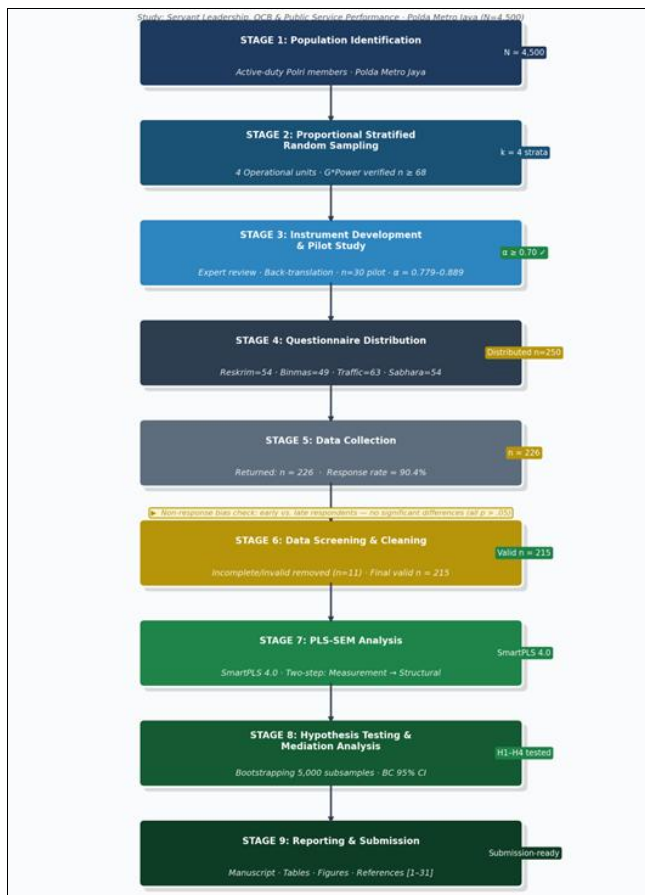 Study: Servant Leadership, OCB & Public Service Performance · Polda Metro Jaya (N=4,500)
STAGE 1: Population Identification
N = 4,500
Active-duty Polri members · Polda Metro Jaya
STAGE 2: Proportional Stratified
Random Sampling
k = 4 strata
4 Operational units · G*Power verified n ≥ 68
STAGE 3: Instrument Development
& Pilot Study
α ≥ 0.70 ✓
Expert review · Back-translation · n=30 pilot · α = 0.779–0.889
STAGE 4: Questionnaire Distribution
Distributed n=250
Reskrim=54 · Binmas=49 · Traffic=63 · Sabhara=54
STAGE 5: Data Collection
n = 226
Returned: n = 226 · Response rate = 90.4%
► Non-response bias check: early vs. late respondents — no significant differences (all p > .05)
STAGE 6: Data Screening & Cleaning
Valid n = 215
Incomplete/invalid removed (n=11) · Final valid n = 215
STAGE 7: PLS-SEM Analysis
SmartPLS 4.0
SmartPLS 4.0 · Two-step: Measurement → Structural
STAGE 8: Hypothesis Testing &
Mediation Analysis
H1–H4 tested
Bootstrapping 5,000 subsamples · BC 95% CI
STAGE 9: Reporting & Submission
Submission-ready
Manuscript · Tables · Figures · References [1–31]